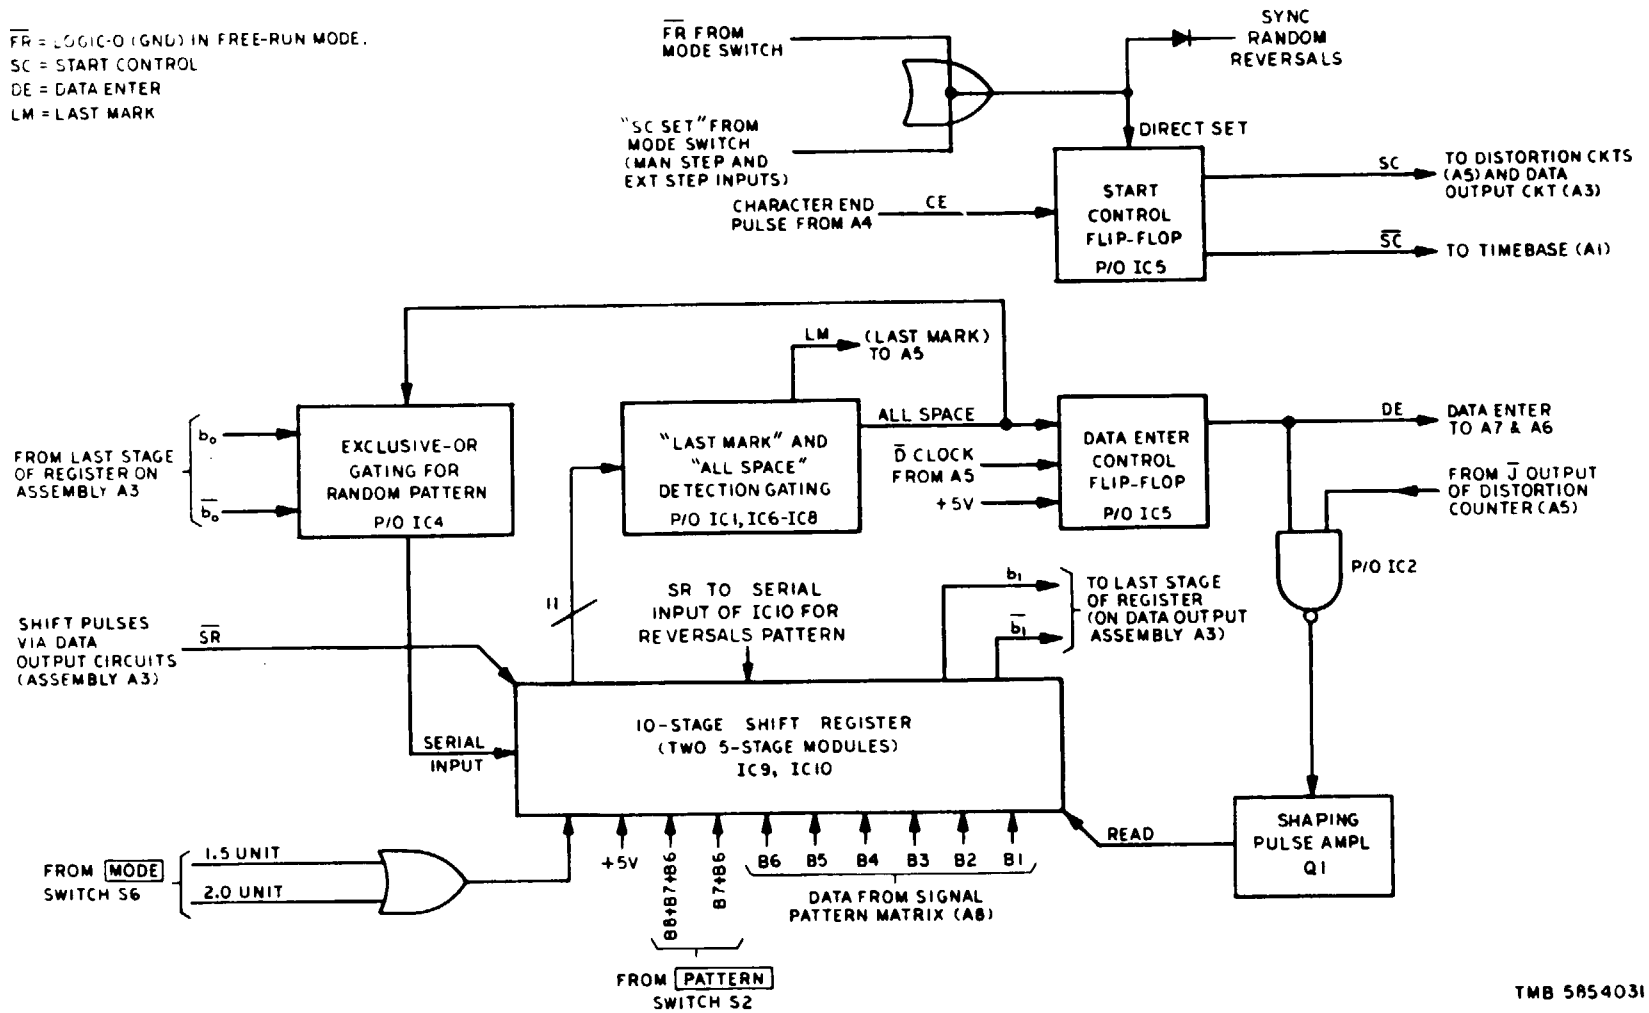 F̅R̅ = LOGIC-0 (GND) IN FREE-RUN MODE.
SC = START CONTROL
DE = DATA ENTER
LM = LAST MARK
F̅R̅ FROM
MODE SWITCH
SYNC
RANDOM
REVERSALS
"SC SET" FROM
MODE SWITCH
(MAN STEP AND
EXT STEP INPUTS)
DIRECT SET
CHARACTER END
PULSE FROM A4
CE
START
CONTROL
FLIP-FLOP
P/O IC5
SC
TO DISTORTION CKTS
(A5) AND DATA
OUTPUT CKT (A3)
S̅C̅
TO TIMEBASE (A1)
LM
(LAST MARK)
TO A5
FROM LAST STAGE
OF REGISTER ON
ASSEMBLY A3
b₀
b̅₀
EXCLUSIVE-OR
GATING FOR
RANDOM PATTERN
P/O IC4
"LAST MARK" AND
"ALL SPACE"
DETECTION GATING
P/O IC1, IC6-IC8
ALL SPACE
D̅ CLOCK
FROM A5
+5V
DATA ENTER
CONTROL
FLIP-FLOP
P/O IC5
DE
DATA ENTER
TO A7 & A6
FROM J̅ OUTPUT
OF DISTORTION
COUNTER (A5)
P/O IC2
SHIFT PULSES
VIA DATA
OUTPUT CIRCUITS
(ASSEMBLY A3)
S̅R̅
11
SR TO SERIAL
INPUT OF IC10 FOR
REVERSALS PATTERN
b₁
b̅₁
TO LAST STAGE
OF REGISTER
(ON DATA OUTPUT
ASSEMBLY A3)
SERIAL
INPUT
10-STAGE SHIFT REGISTER
(TWO 5-STAGE MODULES)
IC9, IC10
READ
SHAPING
PULSE AMPL
Q1
FROM MODE
SWITCH S6
1.5 UNIT
2.0 UNIT
+5V
B8+B7+B6
B7+B6
B6 B5 B4 B3 B2 B1
DATA FROM SIGNAL
PATTERN MATRIX (A8)
FROM PATTERN
SWITCH S2
TMB 5854031